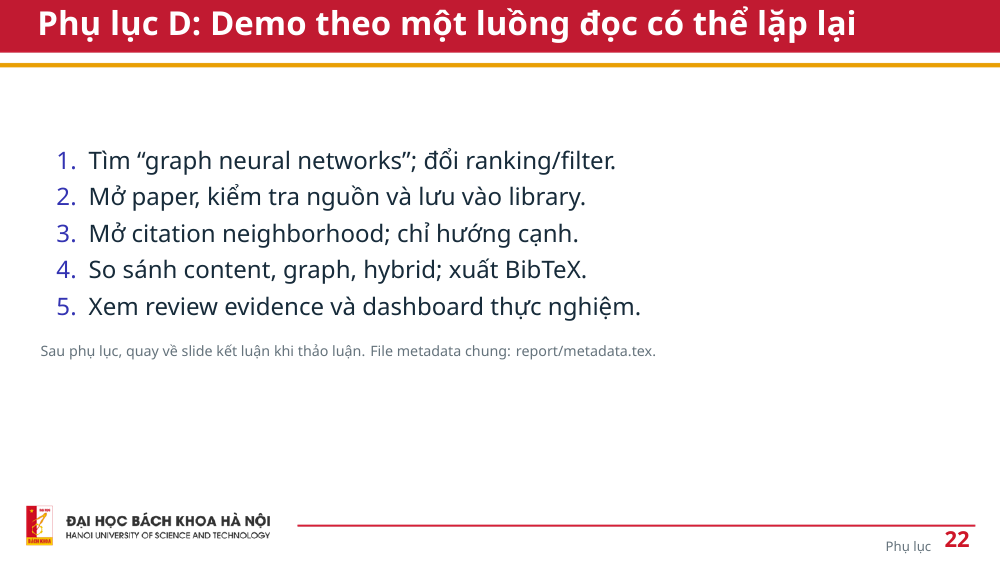 Phụ lục D: Demo theo một luồng đọc có thể lặp lại
1. Tìm “graph neural networks”; đổi ranking/filter.
2. Mở paper, kiểm tra nguồn và lưu vào library.
3. Mở citation neighborhood; chỉ hướng cạnh.
4. So sánh content, graph, hybrid; xuất BibTeX.
5. Xem review evidence và dashboard thực nghiệm.
Sau phụ lục, quay về slide kết luận khi thảo luận. File metadata chung: report/metadata.tex.
ĐẠI HỌC BÁCH KHOA HÀ NỘI
HANOI UNIVERSITY OF SCIENCE AND TECHNOLOGY
Phụ lục 22